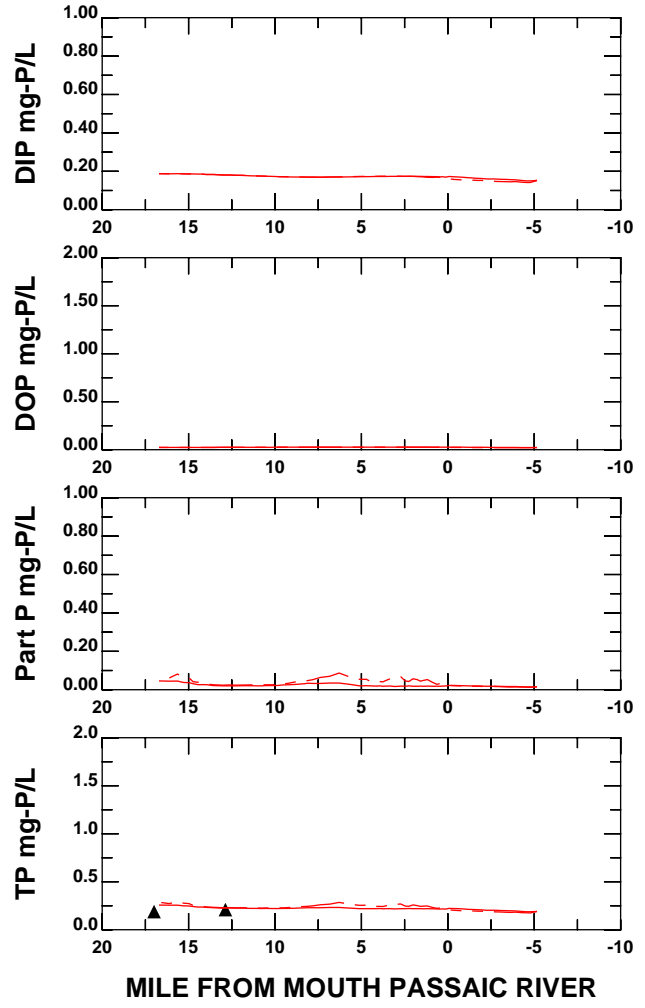 DIP mg-P/L
1.00
0.80
0.60
0.40
0.20
0.00
20 15 10 5 0 -5 -10
DOP mg-P/L
2.00
1.50
1.00
0.50
0.00
20 15 10 5 0 -5 -10
Part P mg-P/L
1.00
0.80
0.60
0.40
0.20
0.00
20 15 10 5 0 -5 -10
TP mg-P/L
2.0
1.5
1.0
0.5
0.0
20 15 10 5 0 -5 -10
MILE FROM MOUTH PASSAIC RIVER